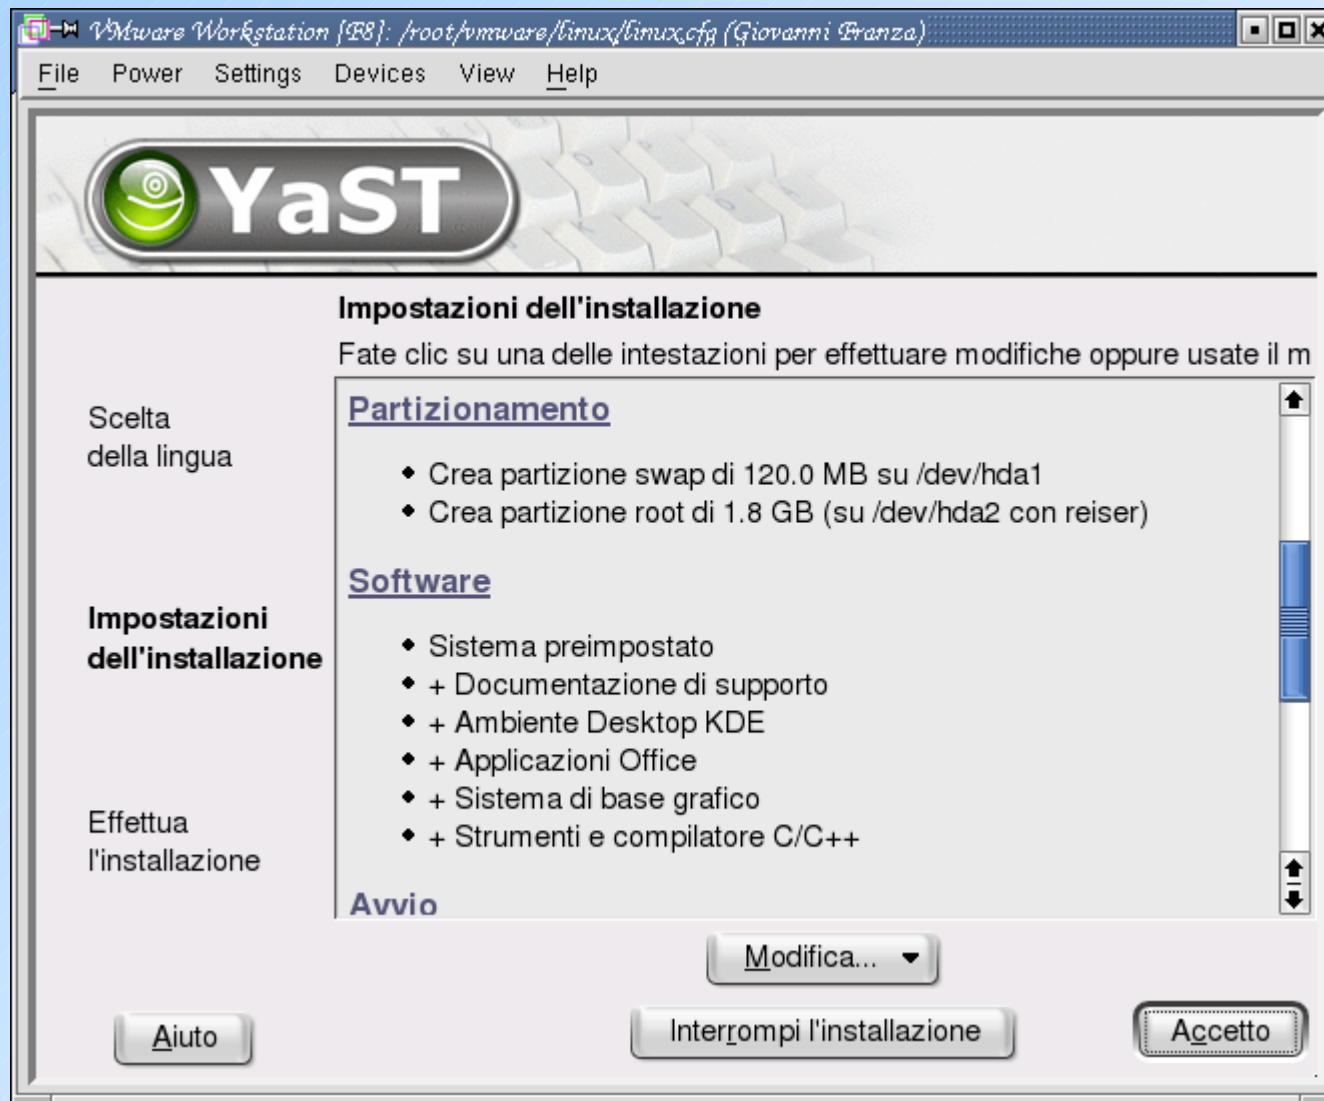 VMware Workstation [F8]: /root/vmware/linux/linux.cfg (Giovanni Franza)
File Power Settings Devices View Help
YaST
Impostazioni dell'installazione
Fate clic su una delle intestazioni per effettuare modifiche oppure usate il m
Scelta
della lingua
Impostazioni
dell'installazione
Effettua
l'installazione
Partizionamento
Crea partizione swap di 120.0 MB su /dev/hda1
Crea partizione root di 1.8 GB (su /dev/hda2 con reiser)
Software
Sistema preimpostato
+ Documentazione di supporto
+ Ambiente Desktop KDE
+ Applicazioni Office
+ Sistema di base grafico
+ Strumenti e compilatore C/C++
Avvio
Modifica...
Aiuto
Interrompi l'installazione
Accetto